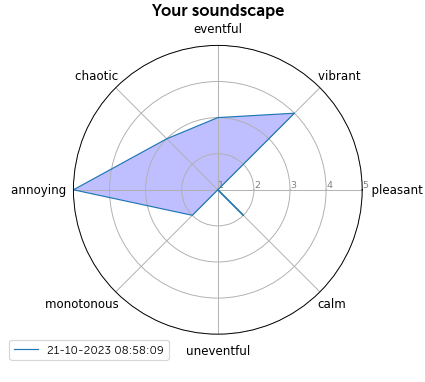 Your soundscape
eventful
chaotic
vibrant
annoying
1
2
3
4
5
pleasant
monotonous
calm
uneventful
21-10-2023 08:58:09